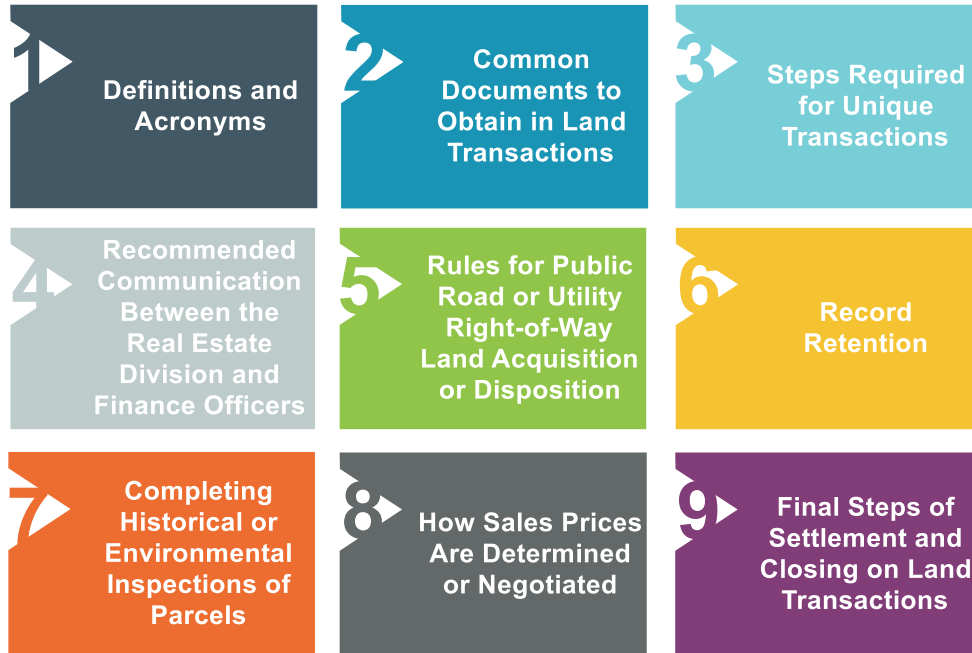 1
Definitions and
Acronyms
2
Common
Documents to
Obtain in Land
Transactions
3
Steps Required
for Unique
Transactions
4
Recommended
Communication
Between the
Real Estate
Division and
Finance Officers
5
Rules for Public
Road or Utility
Right-of-Way
Land Acquisition
or Disposition
6
Record
Retention
7
Completing
Historical or
Environmental
Inspections of
Parcels
8
How Sales Prices
Are Determined
or Negotiated
9
Final Steps of
Settlement and
Closing on Land
Transactions